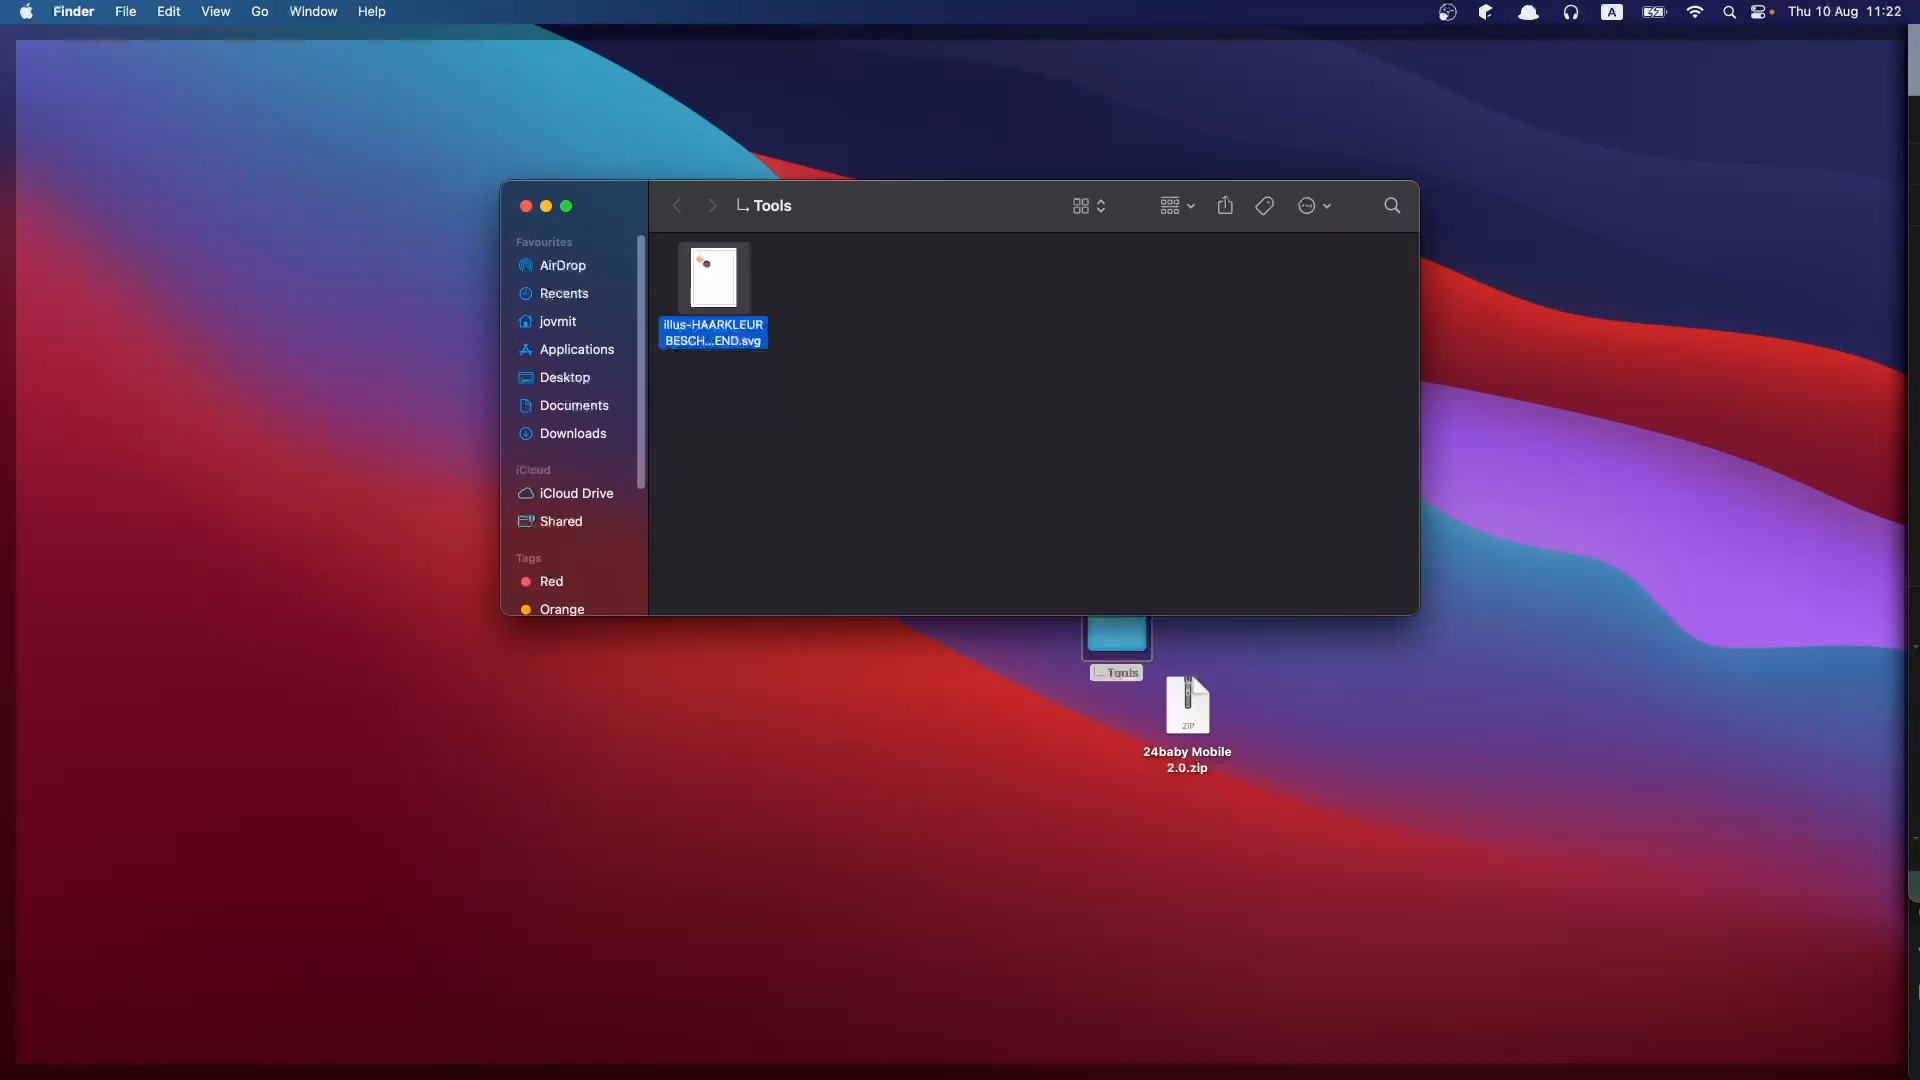 Finder File Edit View Go Window Help
A
Thu 10 Aug 11:22
Tools
Favourites
AirDrop
Recents
jovmit
Applications
Desktop
Documents
Downloads
iCloud
iCloud Drive
Shared
Tags
Red
Orange
illus-HAARKLEUR
BESCH...END.svg
Tools
ZIP
24baby Mobile
2.0.zip